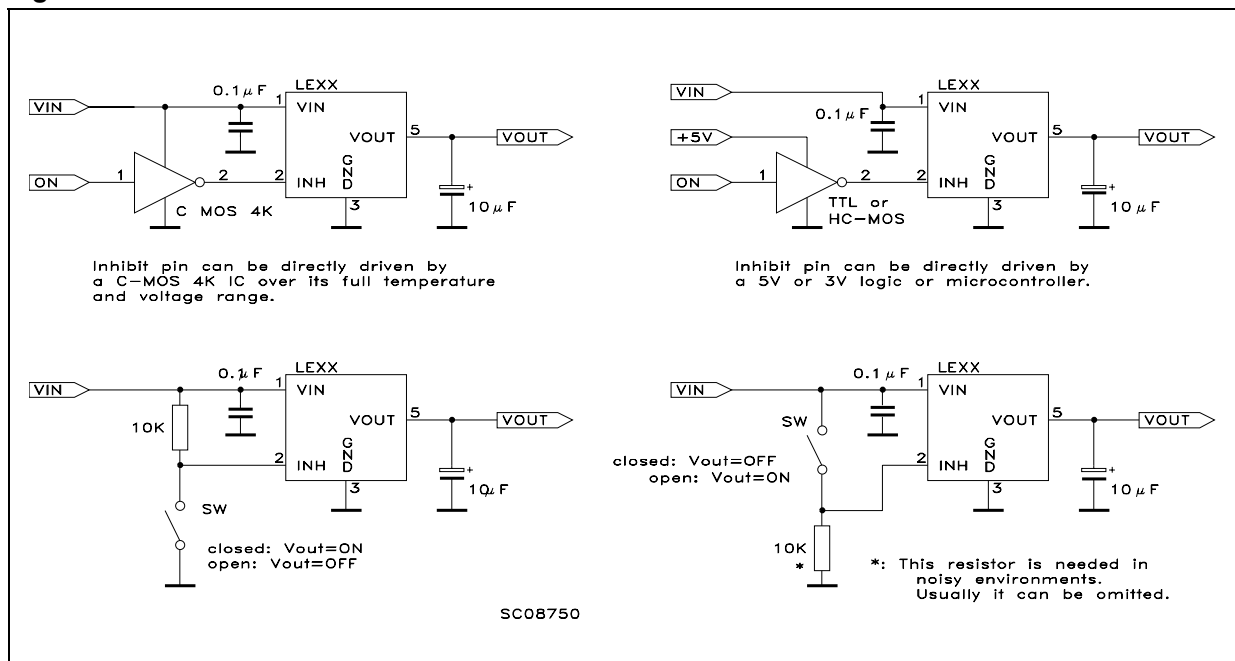 LEXX
VIN
0.1μF
1
VIN
VOUT
5
VOUT
ON
1
2
2
INH
GND
3
+
10μF
C MOS 4K
Inhibit pin can be directly driven by
a C-MOS 4K IC over its full temperature
and voltage range.
LEXX
VIN
0.1μF
1
VIN
+5V
VOUT
5
VOUT
ON
1
2
2
INH
GND
3
+
10μF
TTL or
HC-MOS
Inhibit pin can be directly driven by
a 5V or 3V logic or microcontroller.
LEXX
VIN
0.1μF
1
VIN
VOUT
5
VOUT
10K
2
INH
GND
3
+
10μF
SW
closed: Vout=ON
open: Vout=OFF
LEXX
VIN
0.1μF
1
VIN
SW
VOUT
5
VOUT
closed: Vout=OFF
open: Vout=ON
2
INH
GND
3
+
10μF
10K
*
*: This resistor is needed in
noisy environments.
Usually it can be omitted.
SC08750